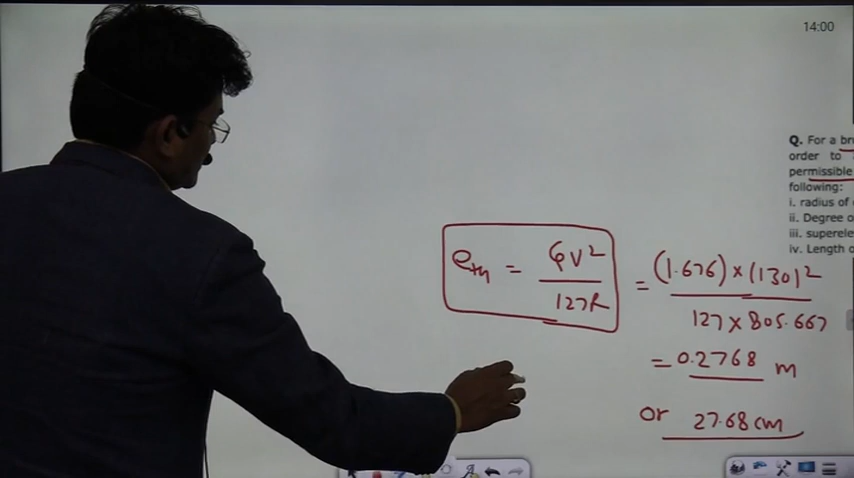 14:00
Q. For a br
order to
permissible
following:
i. radius of
ii. Degree o
iii. superele
iv. Length o
e_th = GV² / 127R = (1.676) × (130)² / 127 × 805.667
= 0.2768 m
or 27.68 cm